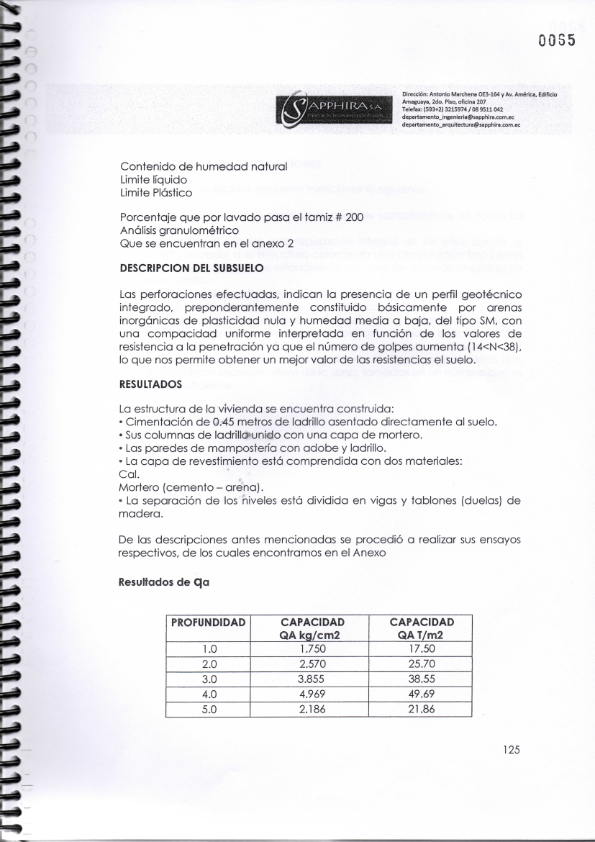 0065
SAPPHIRA S.A.
Dirección: Antonio Marchena OE3-104 y Av. América, Edificio
Amaguaya, 2do. Piso, oficina 207
Telefax: (593+2) 3215974 / 08 9511 042
departamento_ingenieria@sapphira.com.ec
departamento_arquitectura@sapphira.com.ec
Contenido de humedad natural
Limite líquido
Limite Plástico
Porcentaje que por lavado pasa el tamiz # 200
Análisis granulométrico
Que se encuentran en el anexo 2
DESCRIPCION DEL SUBSUELO
Las perforaciones efectuadas, indican la presencia de un perfil geotécnico
integrado, preponderantemente constituido básicamente por arenas
inorgánicas de plasticidad nula y humedad media a baja, del tipo SM, con
una compacidad uniforme interpretada en función de los valores de
resistencia a la penetración ya que el número de golpes aumenta (14<N<38),
lo que nos permite obtener un mejor valor de las resistencias el suelo.
RESULTADOS
La estructura de la vivienda se encuentra construida:
• Cimentación de 0.45 metros de ladrillo asentado directamente al suelo.
• Sus columnas de ladrillo unido con una capa de mortero.
• Las paredes de mampostería con adobe y ladrillo.
• La capa de revestimiento está comprendida con dos materiales:
Cal.
Mortero (cemento – arena).
• La separación de los niveles está dividida en vigas y tablones (duelas) de
madera.
De las descripciones antes mencionadas se procedió a realizar sus ensayos
respectivos, de los cuales encontramos en el Anexo
Resultados de qa
PROFUNDIDAD CAPACIDAD CAPACIDAD
QA kg/cm2 QA T/m2
1.0 1.750 17.50
2.0 2.570 25.70
3.0 3.855 38.55
4.0 4.969 49.69
5.0 2.186 21.86
125